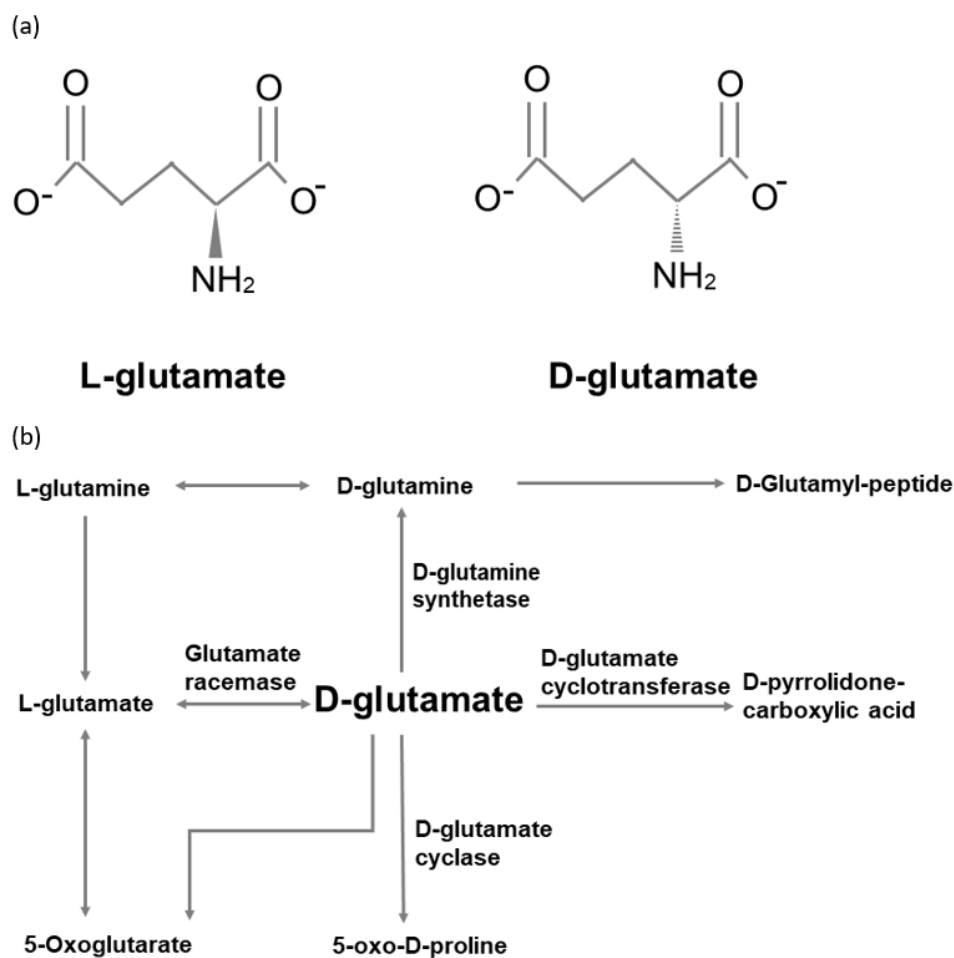 (a)
O
O
O-
O-
NH₂
O
O
O-
O-
NH₂
L-glutamate
D-glutamate
(b)
L-glutamine
D-glutamine
D-Glutamyl-peptide
D-glutamine
synthetase
Glutamate
racemase
D-glutamate
cyclotransferase
L-glutamate
D-glutamate
D-pyrrolidone-
carboxylic acid
D-glutamate
cyclase
5-Oxoglutarate
5-oxo-D-proline